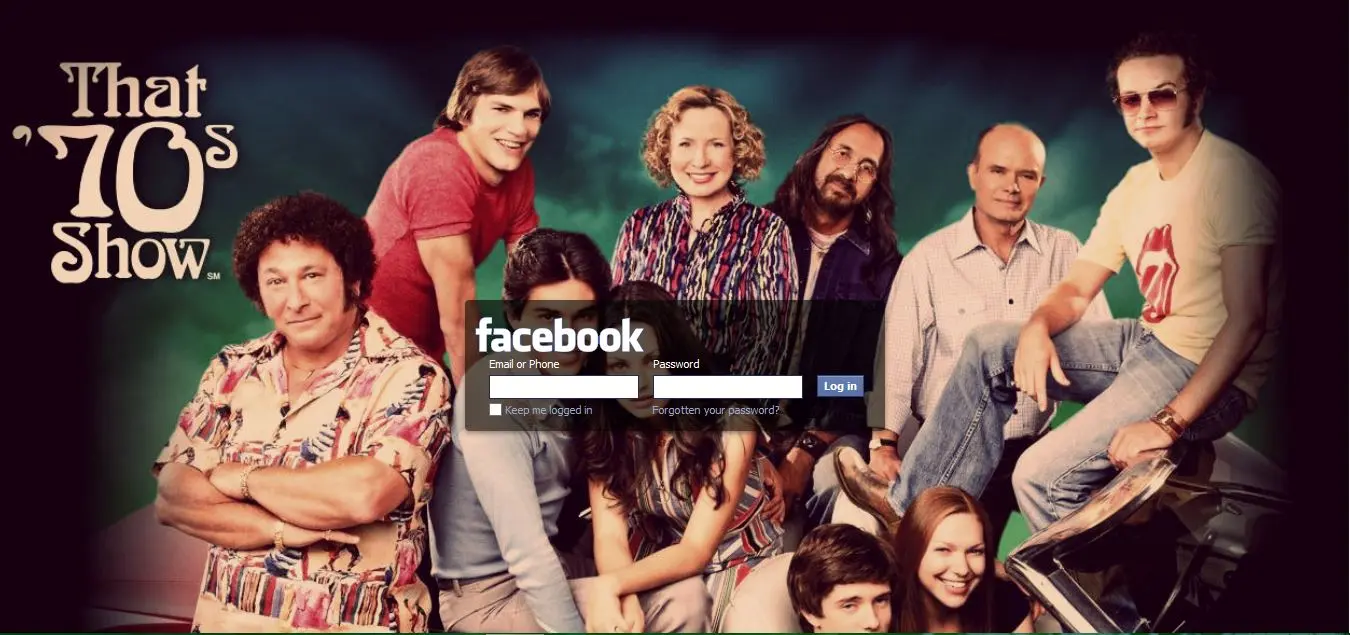 That
'70s
Show SM
facebook
Email or Phone
Password
Log in
Keep me logged in
Forgotten your password?